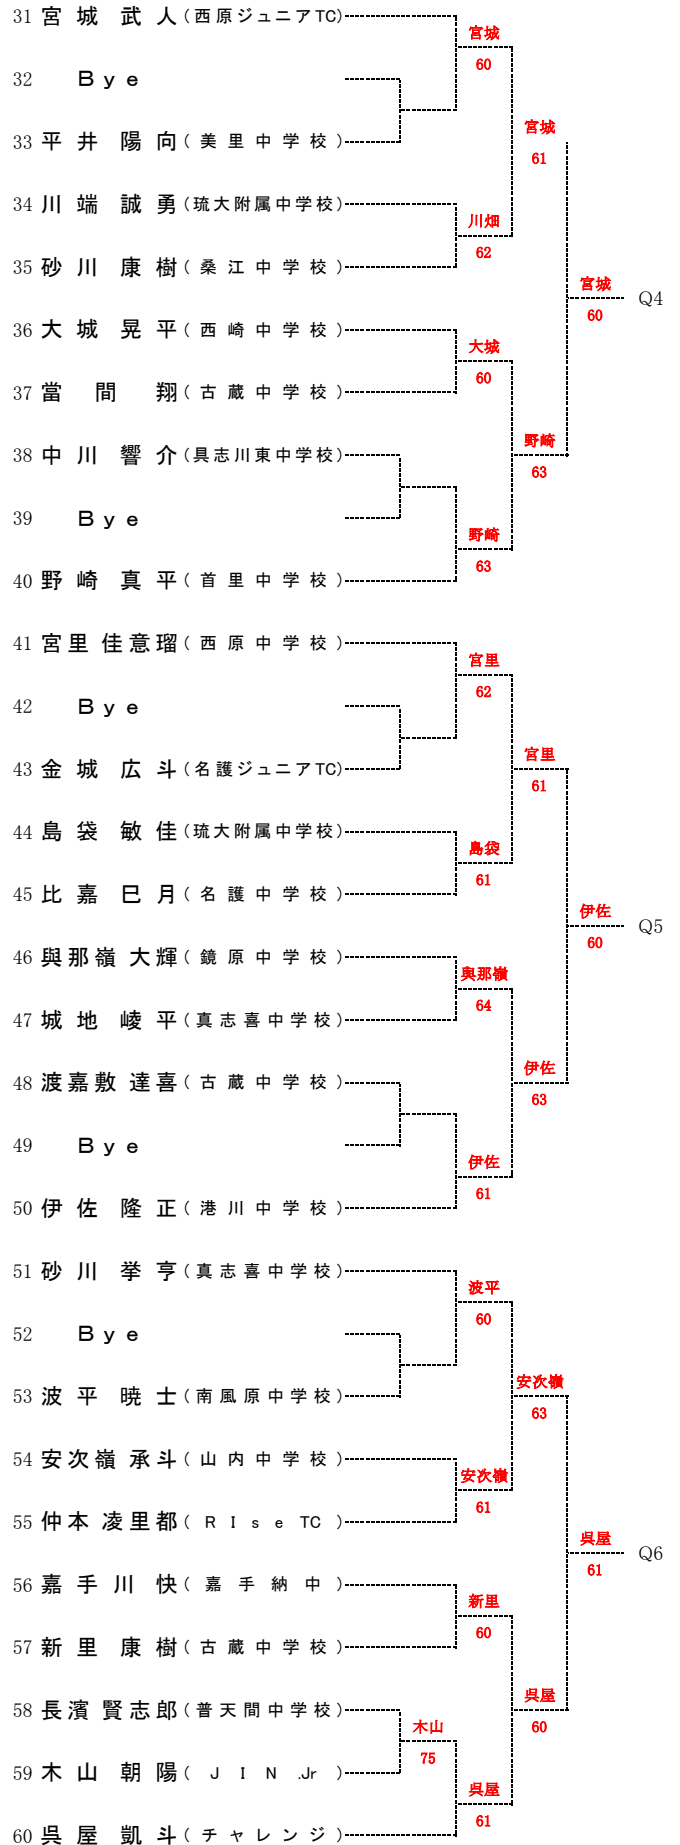 31 宮城 武人 (西原ジュニアTC)
宮城
60
32 Bye
宮城
61
33 平井 陽向 (美里中学校)
34 川端 誠勇 (琉大附属中学校)
川畑
62
35 砂川 康樹 (桑江中学校)
宮城
60
Q4
36 大城 晃平 (西崎中学校)
大城
60
37 當間 翔 (古蔵中学校)
38 中川 響介 (具志川東中学校)
野崎
63
39 Bye
野崎
63
40 野崎 真平 (首里中学校)
41 宮里 佳意瑠 (西原中学校)
宮里
62
42 Bye
宮里
61
43 金城 広斗 (名護ジュニアTC)
44 島袋 敏佳 (琉大附属中学校)
島袋
61
45 比嘉 巳月 (名護中学校)
伊佐
60
Q5
46 與那嶺 大輝 (鏡原中学校)
與那嶺
64
47 城地 崚平 (真志喜中学校)
48 渡嘉敷 達喜 (古蔵中学校)
伊佐
63
49 Bye
伊佐
61
50 伊佐 隆正 (港川中学校)
51 砂川 挙亨 (真志喜中学校)
波平
60
52 Bye
安次嶺
63
53 波平 暁士 (南風原中学校)
54 安次嶺 承斗 (山内中学校)
安次嶺
61
55 仲本 凌里都 (RIse TC)
呉屋
61
Q6
56 嘉手川 快 (嘉手納中)
新里
60
57 新里 康樹 (古蔵中学校)
58 長濱 賢志郎 (普天間中学校)
呉屋
60
木山
75
59 木山 朝陽 (JIN.Jr)
呉屋
61
60 呉屋 凱斗 (チャレンジ)